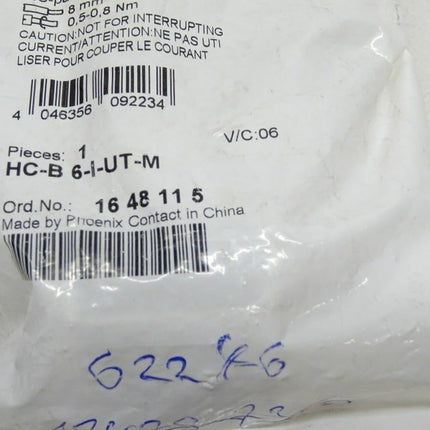 8 mm
0,5-0,8 Nm
CAUTION:NOT FOR INTERRUPTING
CURRENT/ATTENTION:NE PAS UTI
LISER POUR COUPER LE COURANT
4 046356 092234
V/C:06
Pieces: 1
HC-B 6-I-UT-M
Ord.No.: 16 48 11 5
Made by Phoenix Contact in China
622